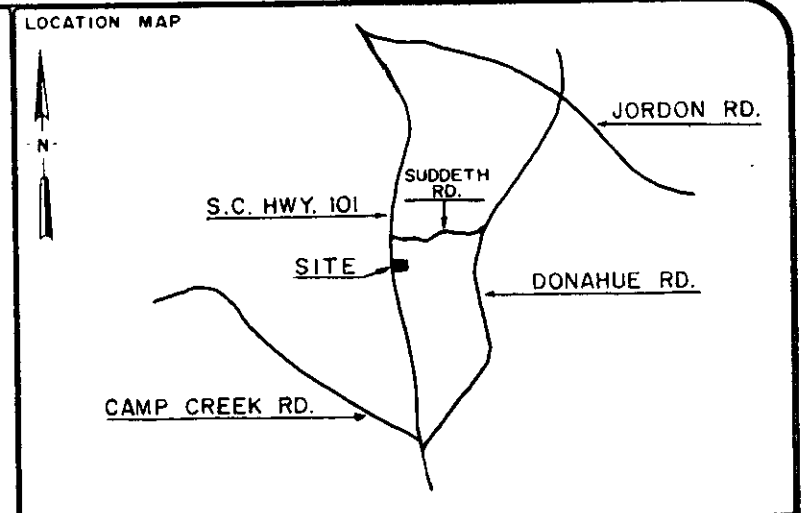 LOCATION MAP
-N-
JORDON RD.
SUDDETH
RD.
S.C. HWY. 101
SITE
DONAHUE RD.
CAMP CREEK RD.